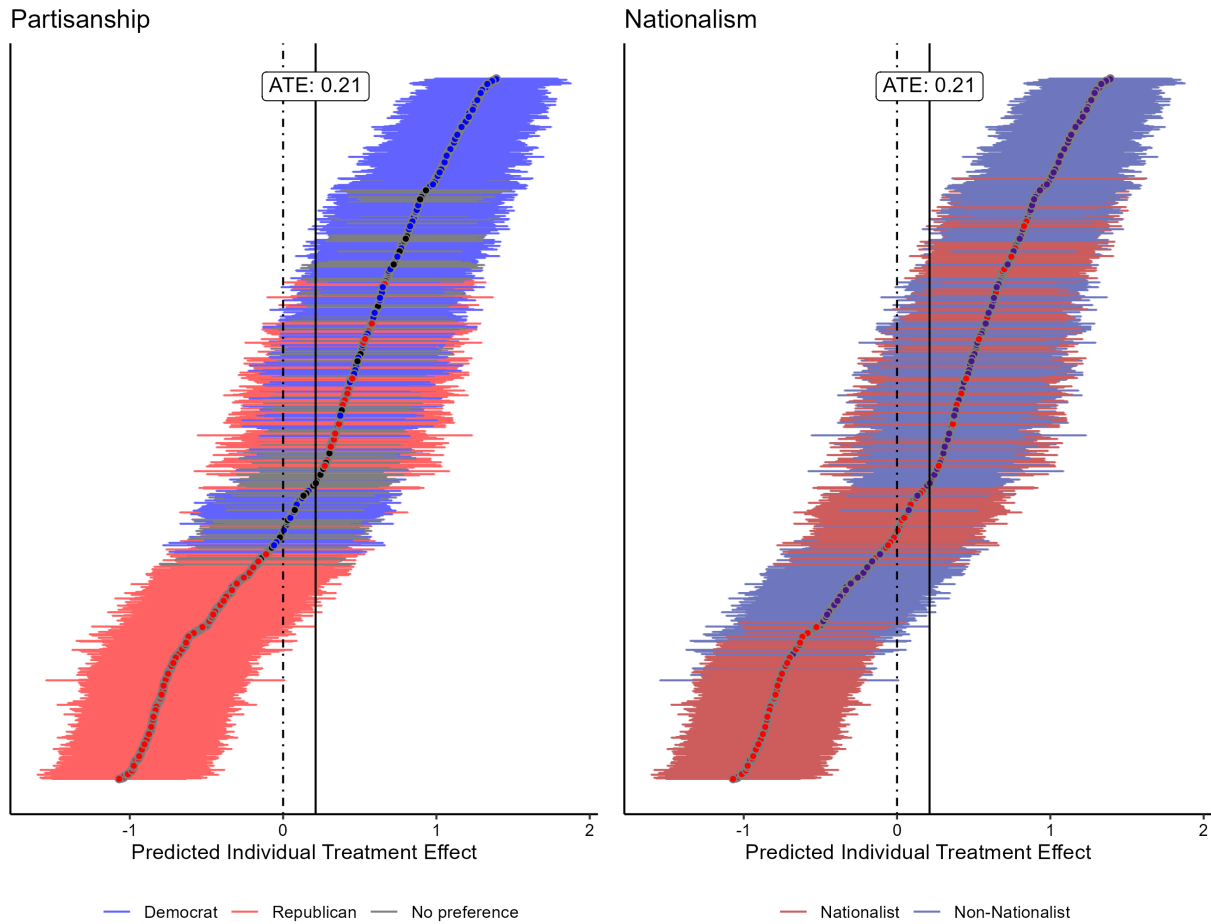 Partisanship
ATE: 0.21
-1 0 1 2
Predicted Individual Treatment Effect
Democrat Republican No preference
Nationalism
ATE: 0.21
-1 0 1 2
Predicted Individual Treatment Effect
Nationalist Non-Nationalist